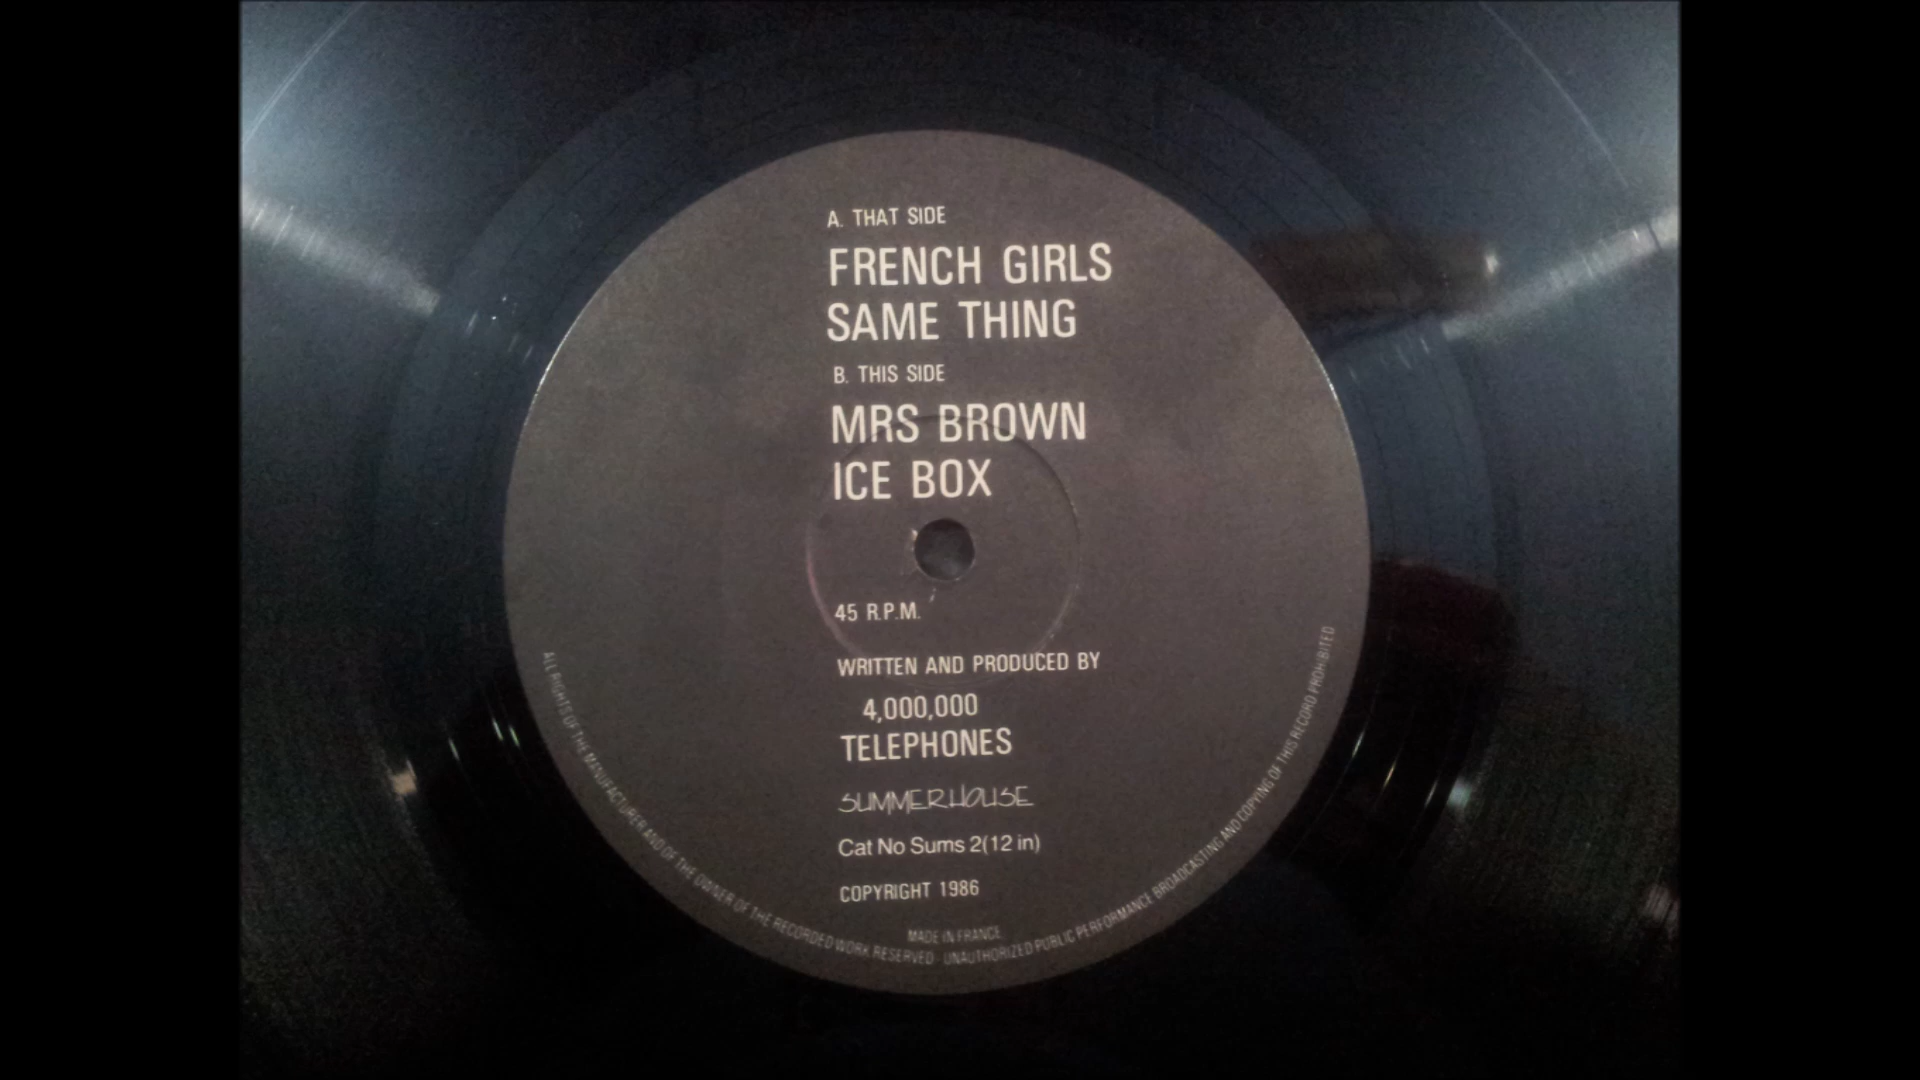 A. THAT SIDE
FRENCH GIRLS
SAME THING
B. THIS SIDE
MRS BROWN
ICE BOX
45 R.P.M.
WRITTEN AND PRODUCED BY
4,000,000
TELEPHONES
SUMMERHOUSE
Cat No Sums 2(12 in)
COPYRIGHT 1986
MADE IN FRANCE
ALL RIGHTS OF THE MANUFACTURER AND OF THE OWNER OF THE RECORDED WORK RESERVED - UNAUTHORIZED PUBLIC PERFORMANCE BROADCASTING AND COPYING OF THIS RECORD PROHIBITED